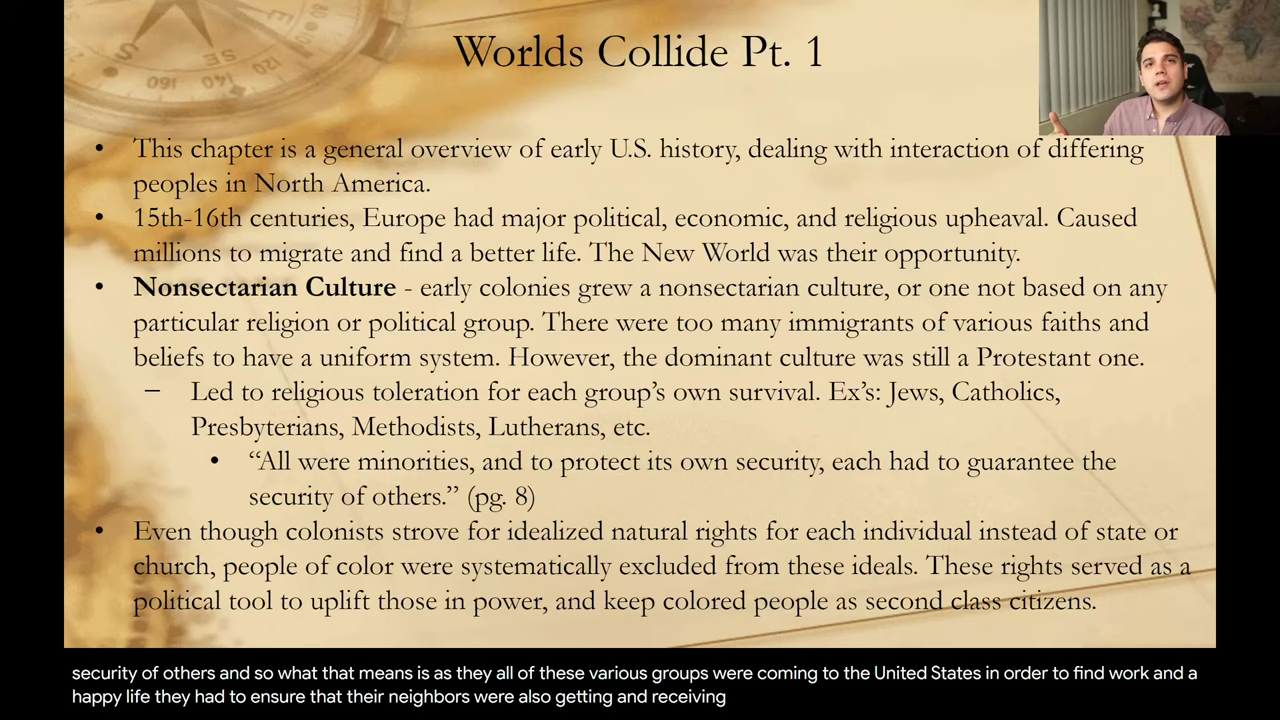 Worlds Collide Pt. 1
• This chapter is a general overview of early U.S. history, dealing with interaction of differing
peoples in North America.
• 15th-16th centuries, Europe had major political, economic, and religious upheaval. Caused
millions to migrate and find a better life. The New World was their opportunity.
• Nonsectarian Culture - early colonies grew a nonsectarian culture, or one not based on any
particular religion or political group. There were too many immigrants of various faiths and
beliefs to have a uniform system. However, the dominant culture was still a Protestant one.
– Led to religious toleration for each group’s own survival. Ex’s: Jews, Catholics,
Presbyterians, Methodists, Lutherans, etc.
• “All were minorities, and to protect its own security, each had to guarantee the
security of others.” (pg. 8)
• Even though colonists strove for idealized natural rights for each individual instead of state or
church, people of color were systematically excluded from these ideals. These rights served as a
political tool to uplift those in power, and keep colored people as second class citizens.
security of others and so what that means is as they all of these various groups were coming to the United States in order to find work and a
happy life they had to ensure that their neighbors were also getting and receiving